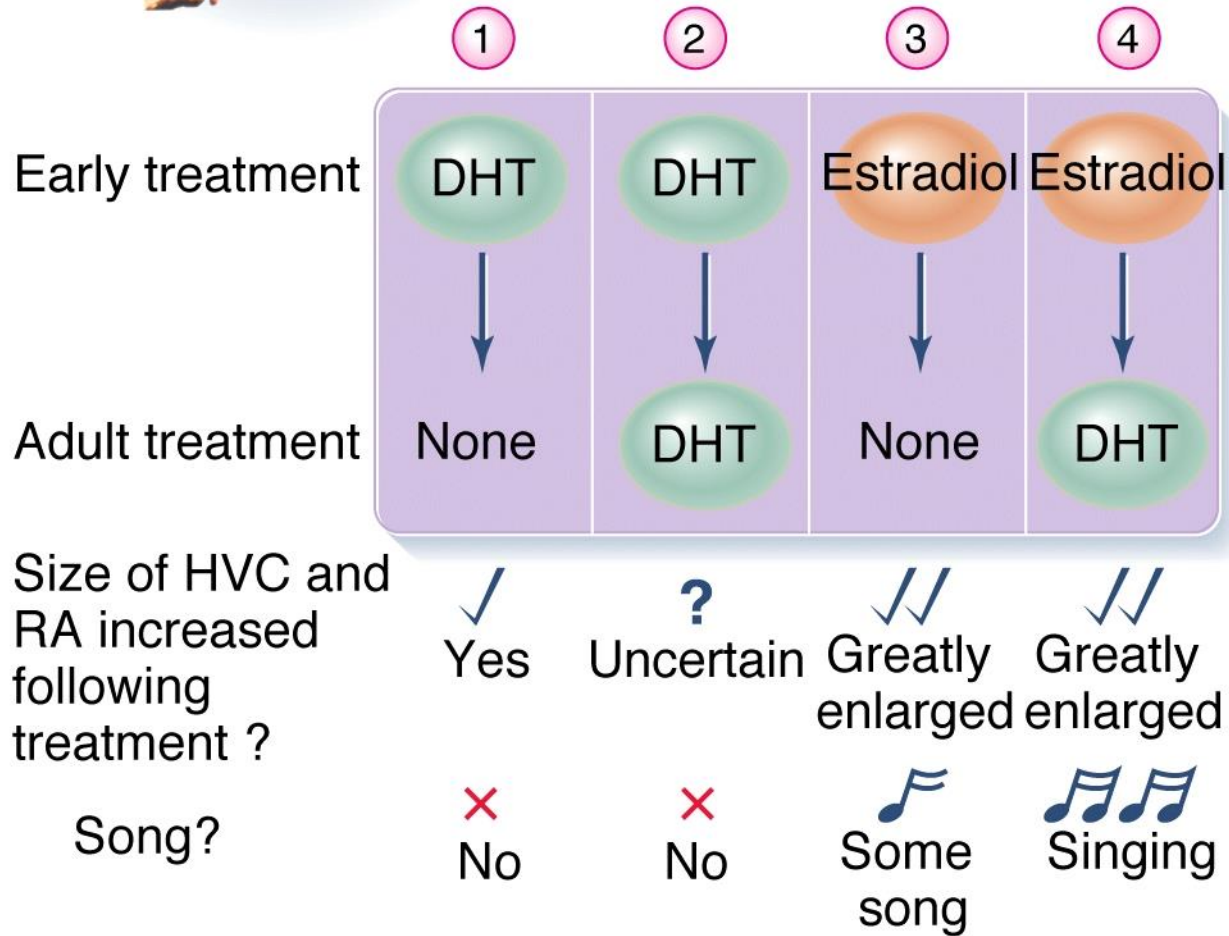 1 2 3 4
Early treatment DHT DHT Estradiol Estradiol
Adult treatment None DHT None DHT
Size of HVC and
RA increased
following
treatment ?
Yes Uncertain Greatly enlarged Greatly enlarged
?
Song?
No No Some song Singing